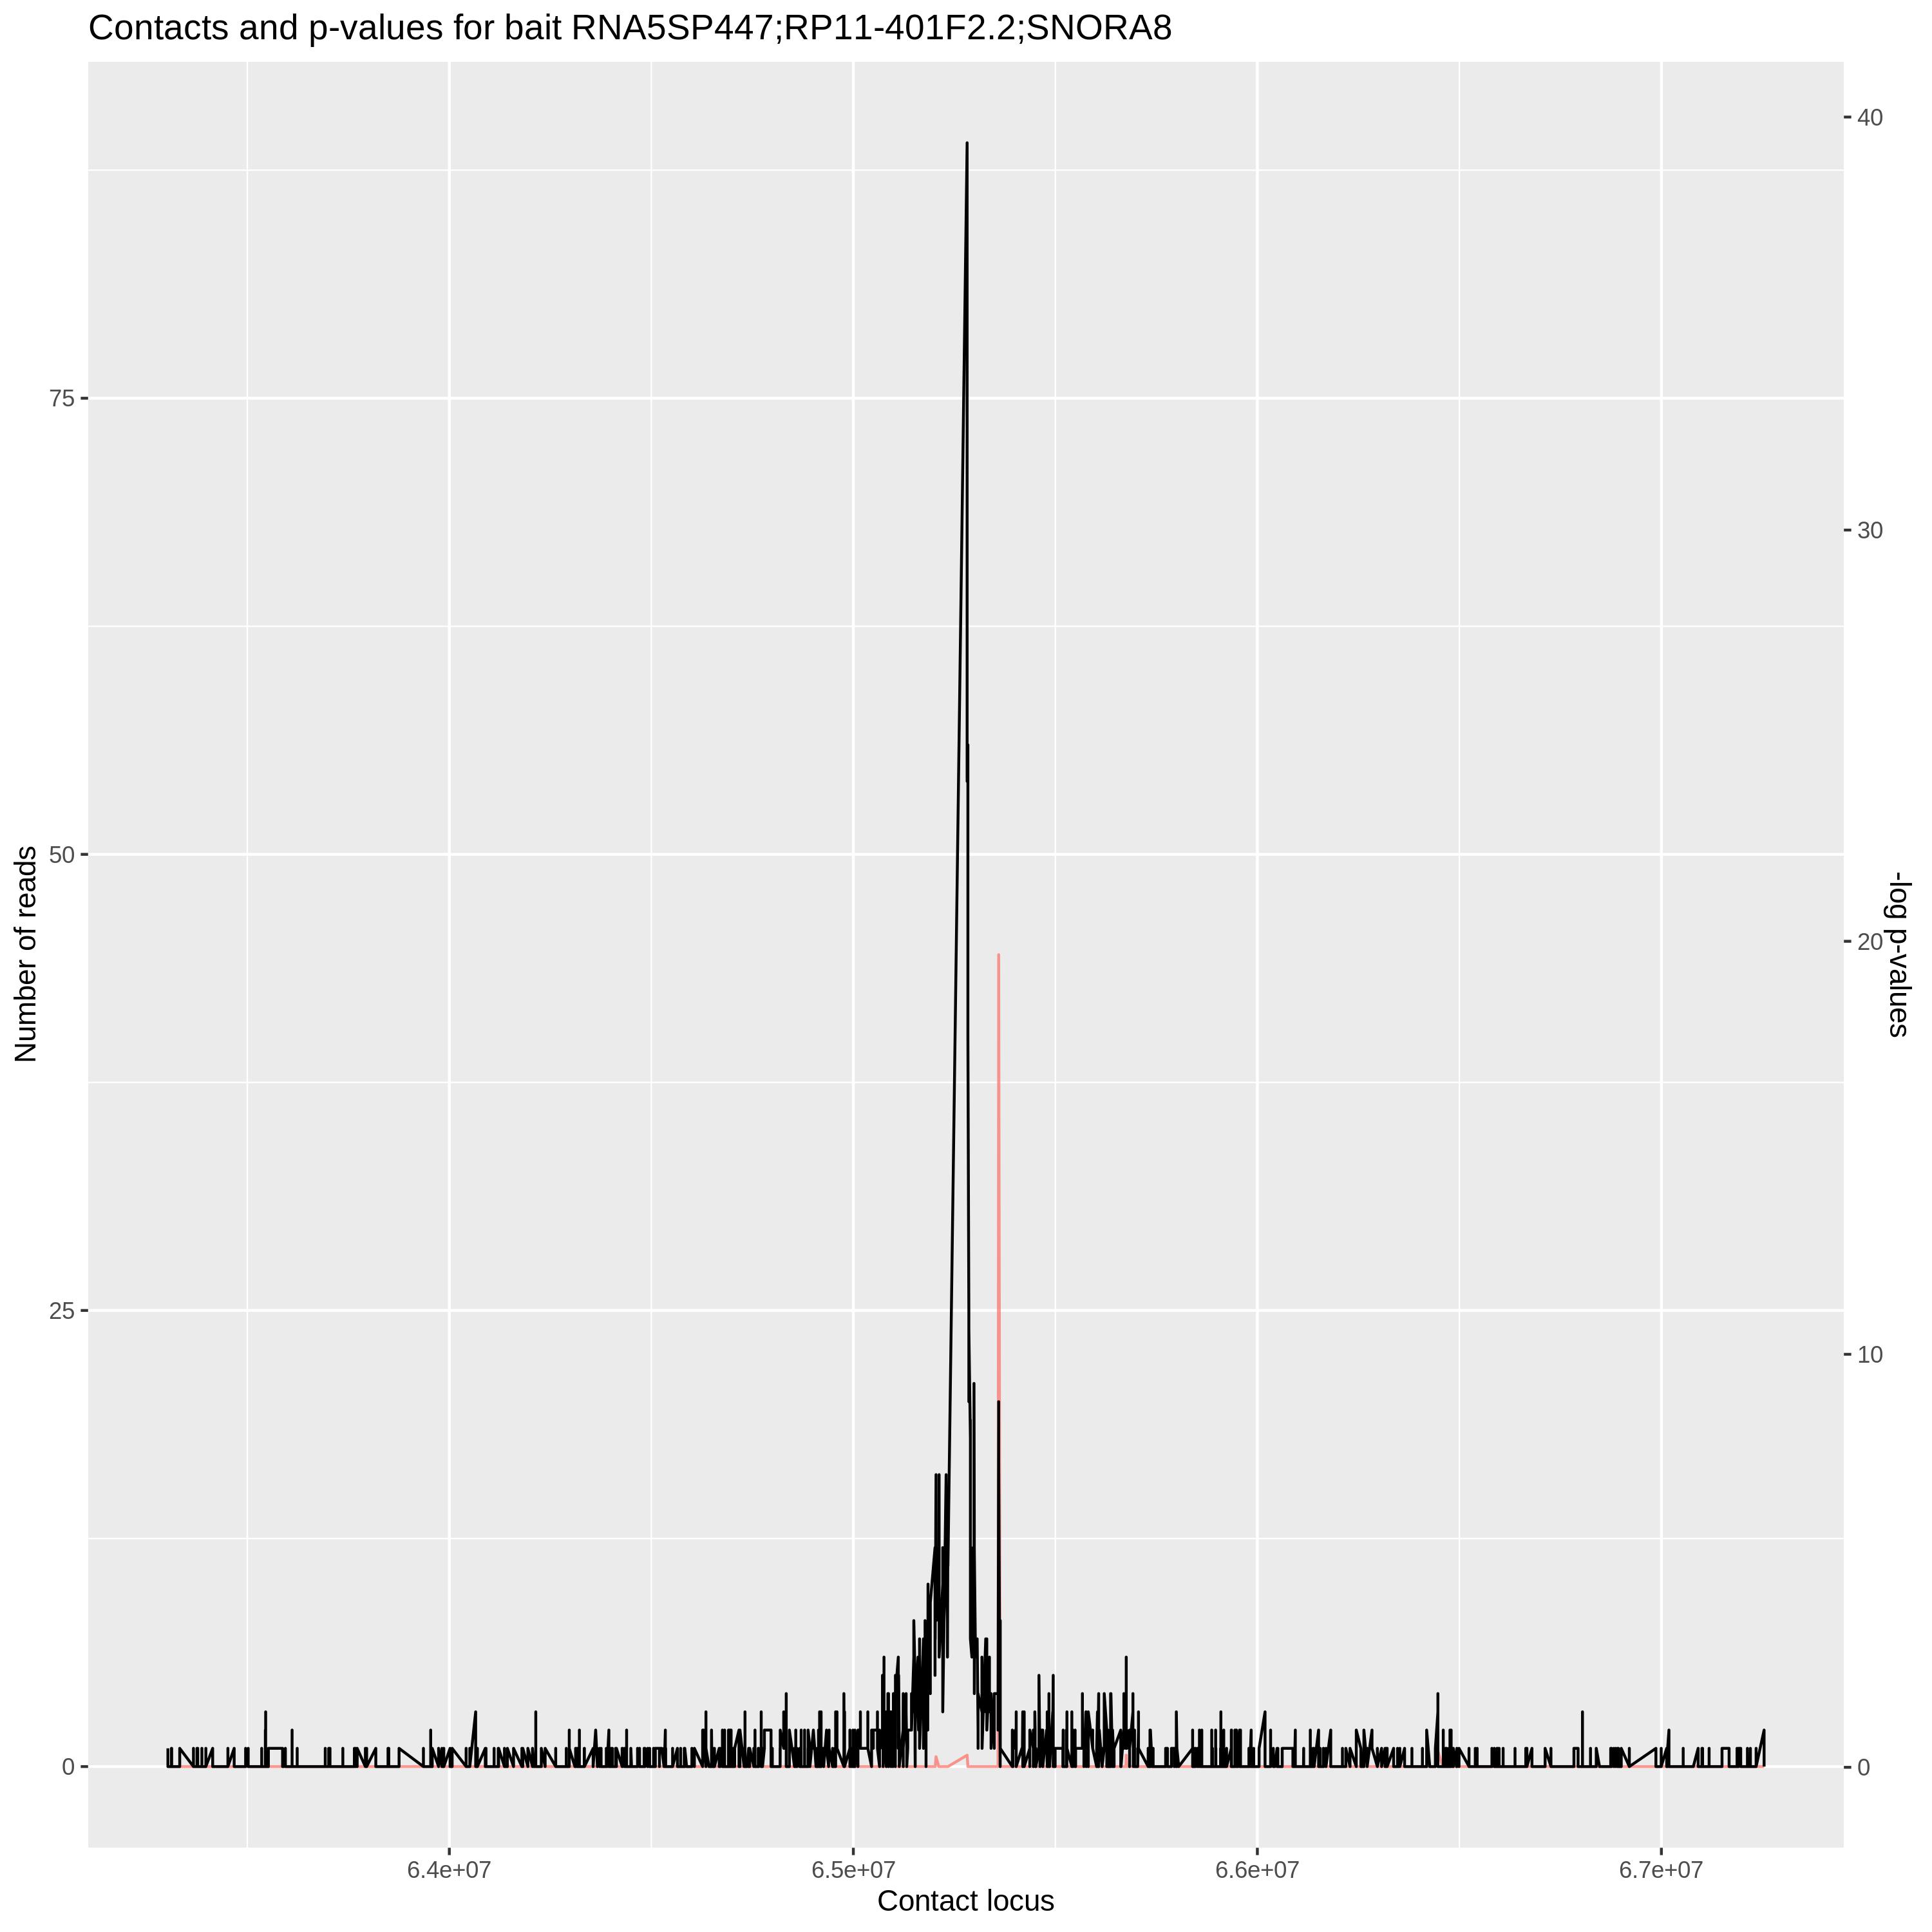 Contacts and p-values for bait RNA5SP447;RP11-401F2.2;SNORA8
40
75
30
50
20
25
10
0
0
Number of reads
-log p-values
6.4e+07
6.5e+07
6.6e+07
6.7e+07
Contact locus